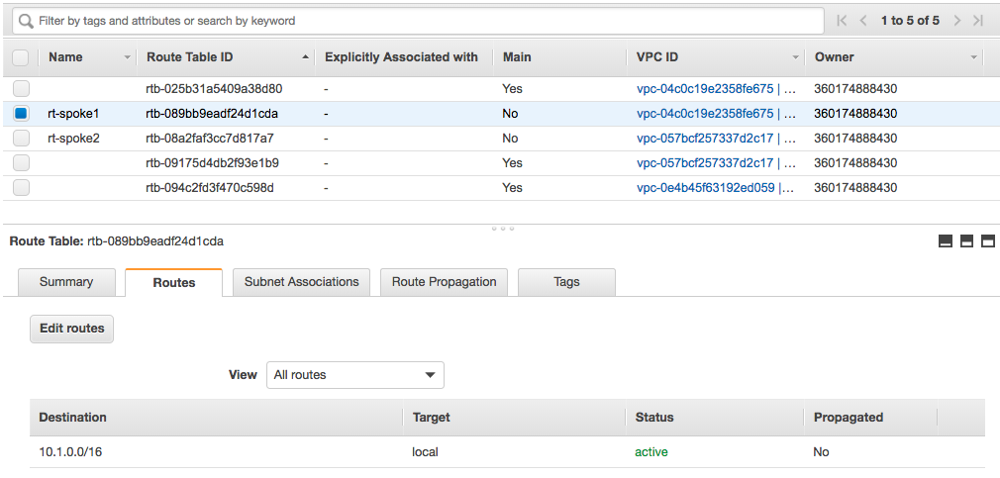 Filter by tags and attributes or search by keyword 1 to 5 of 5
Name Route Table ID Explicitly Associated with Main VPC ID Owner
rtb-025b31a5409a38d80 - Yes vpc-04c0c19e2358fe675 | ... 360174888430
rt-spoke1 rtb-089bb9eadf24d1cda - No vpc-04c0c19e2358fe675 | ... 360174888430
rt-spoke2 rtb-08a2faf3cc7d817a7 - No vpc-057bcf257337d2c17 | ... 360174888430
rtb-09175d4db2f93e1b9 - Yes vpc-057bcf257337d2c17 | ... 360174888430
rtb-094c2fd3f470c598d - Yes vpc-0e4b45f63192ed059 |... 360174888430
Route Table: rtb-089bb9eadf24d1cda
Summary Routes Subnet Associations Route Propagation Tags
Edit routes
View All routes
Destination Target Status Propagated
10.1.0.0/16 local active No